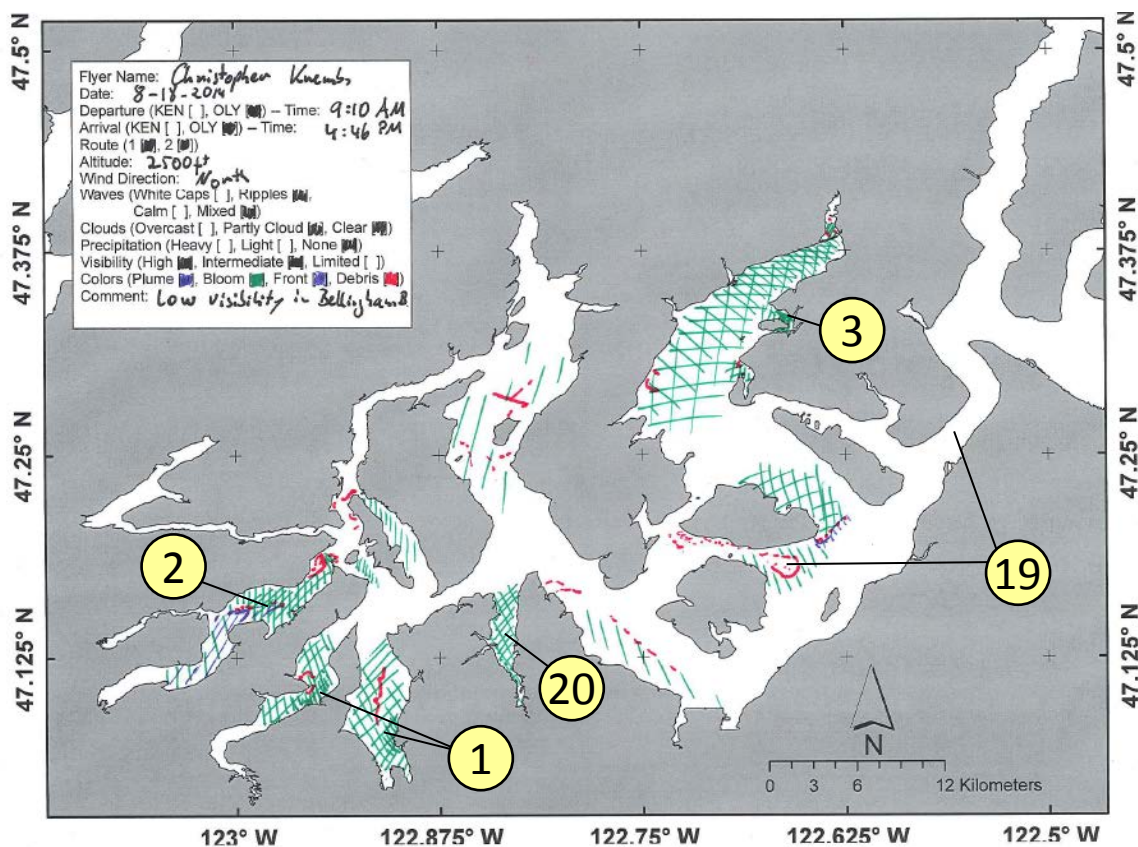 47.5° N
47.5° N
47.375° N
47.375° N
47.25° N
47.25° N
47.125° N
47.125° N
Flyer Name: Christopher Krembs
Date: 8-18-2014
Departure (KEN [ ], OLY [ ]) – Time: 9:10 AM
Arrival (KEN [ ], OLY [ ]) – Time: 4:46 PM
Route (1 [ ], 2 [ ])
Altitude: 2500ft
Wind Direction: North
Waves (White Caps [ ], Ripples [ ],
Calm [ ], Mixed [ ])
Clouds (Overcast [ ], Partly Cloud [ ], Clear [ ])
Precipitation (Heavy [ ], Light [ ], None [ ])
Visibility (High [ ], Intermediate [ ], Limited [ ])
Colors (Plume [ ], Bloom [ ], Front [ ], Debris [ ])
Comment: Low visibility in Bellingham B.
3
2
19
20
1
N
0 3 6 12 Kilometers
123° W
122.875° W
122.75° W
122.625° W
122.5° W